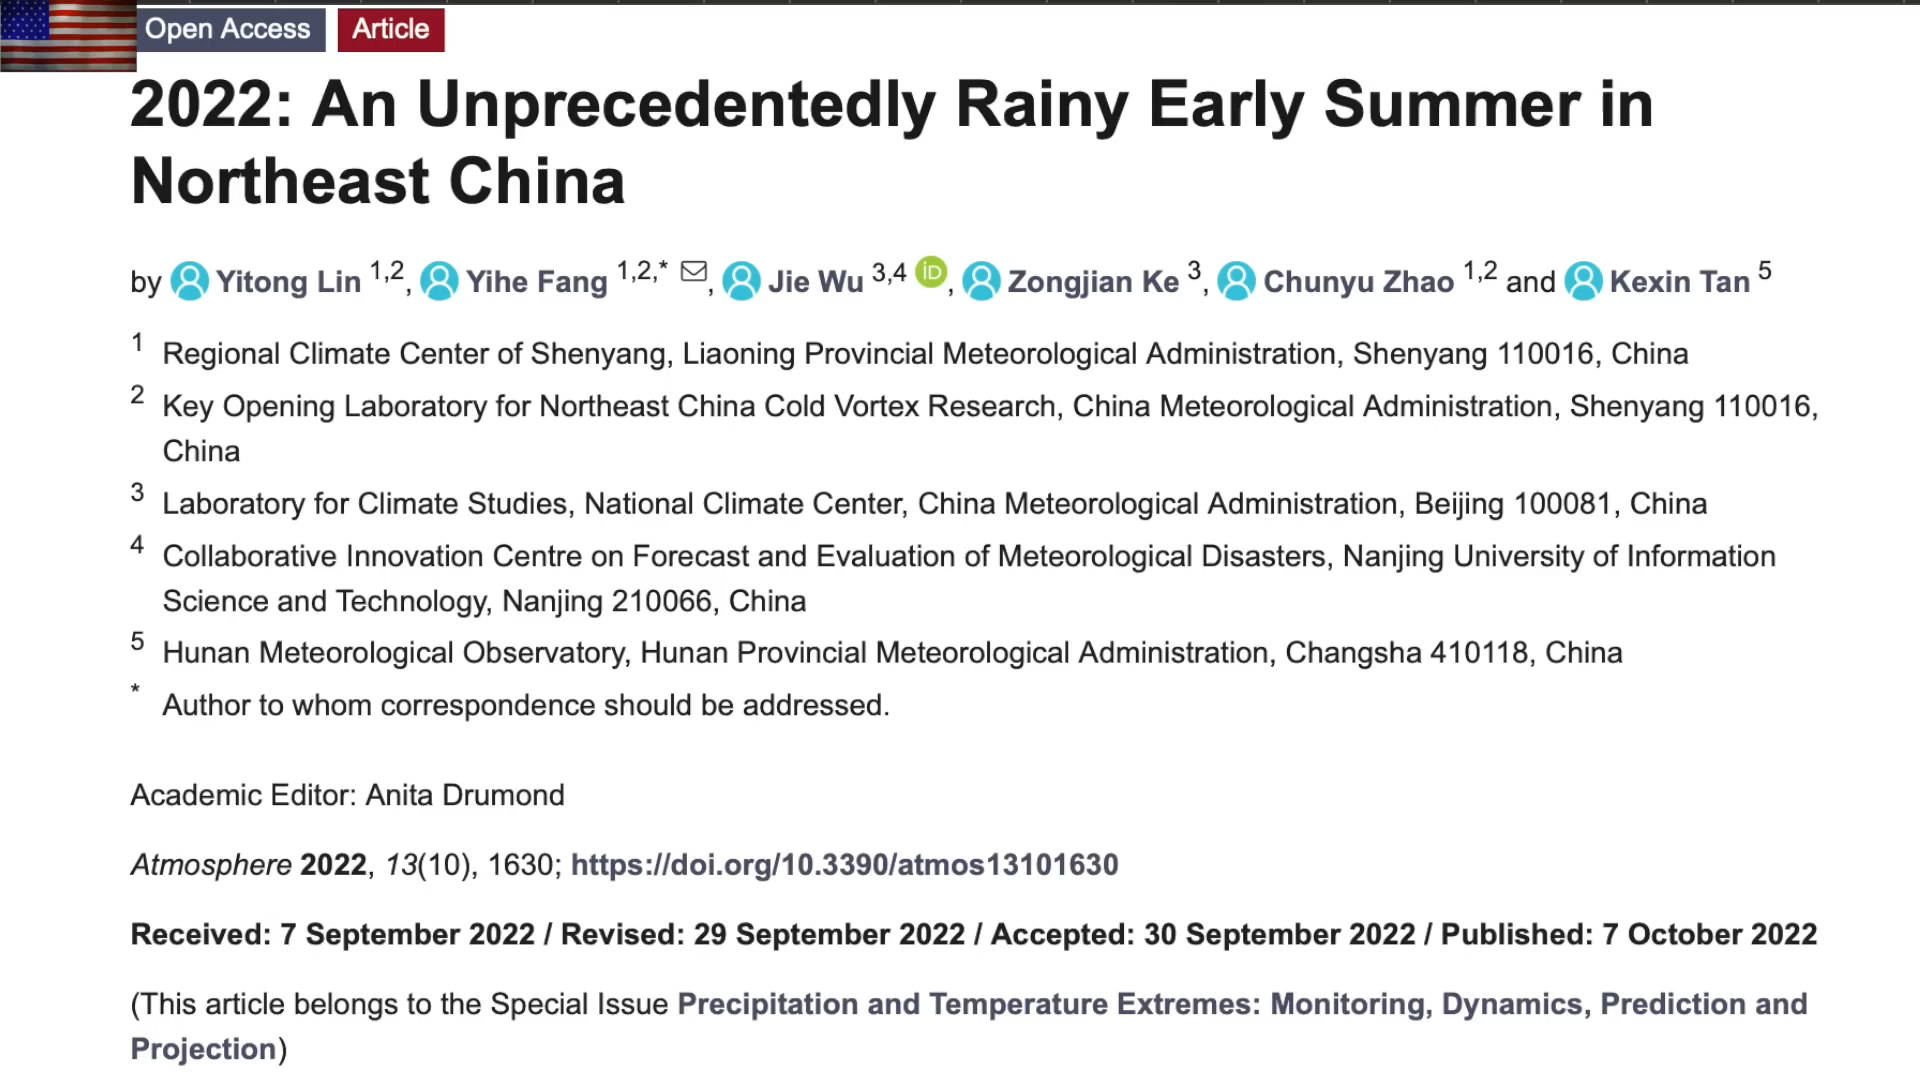 Open Access Article
2022: An Unprecedentedly Rainy Early Summer in
Northeast China
by Yitong Lin 1,2, Yihe Fang 1,2,* , Jie Wu 3,4 iD, Zongjian Ke 3, Chunyu Zhao 1,2 and Kexin Tan 5
1 Regional Climate Center of Shenyang, Liaoning Provincial Meteorological Administration, Shenyang 110016, China
2 Key Opening Laboratory for Northeast China Cold Vortex Research, China Meteorological Administration, Shenyang 110016,
China
3 Laboratory for Climate Studies, National Climate Center, China Meteorological Administration, Beijing 100081, China
4 Collaborative Innovation Centre on Forecast and Evaluation of Meteorological Disasters, Nanjing University of Information
Science and Technology, Nanjing 210066, China
5 Hunan Meteorological Observatory, Hunan Provincial Meteorological Administration, Changsha 410118, China
* Author to whom correspondence should be addressed.
Academic Editor: Anita Drumond
Atmosphere 2022, 13(10), 1630; https://doi.org/10.3390/atmos13101630
Received: 7 September 2022 / Revised: 29 September 2022 / Accepted: 30 September 2022 / Published: 7 October 2022
(This article belongs to the Special Issue Precipitation and Temperature Extremes: Monitoring, Dynamics, Prediction and
Projection)